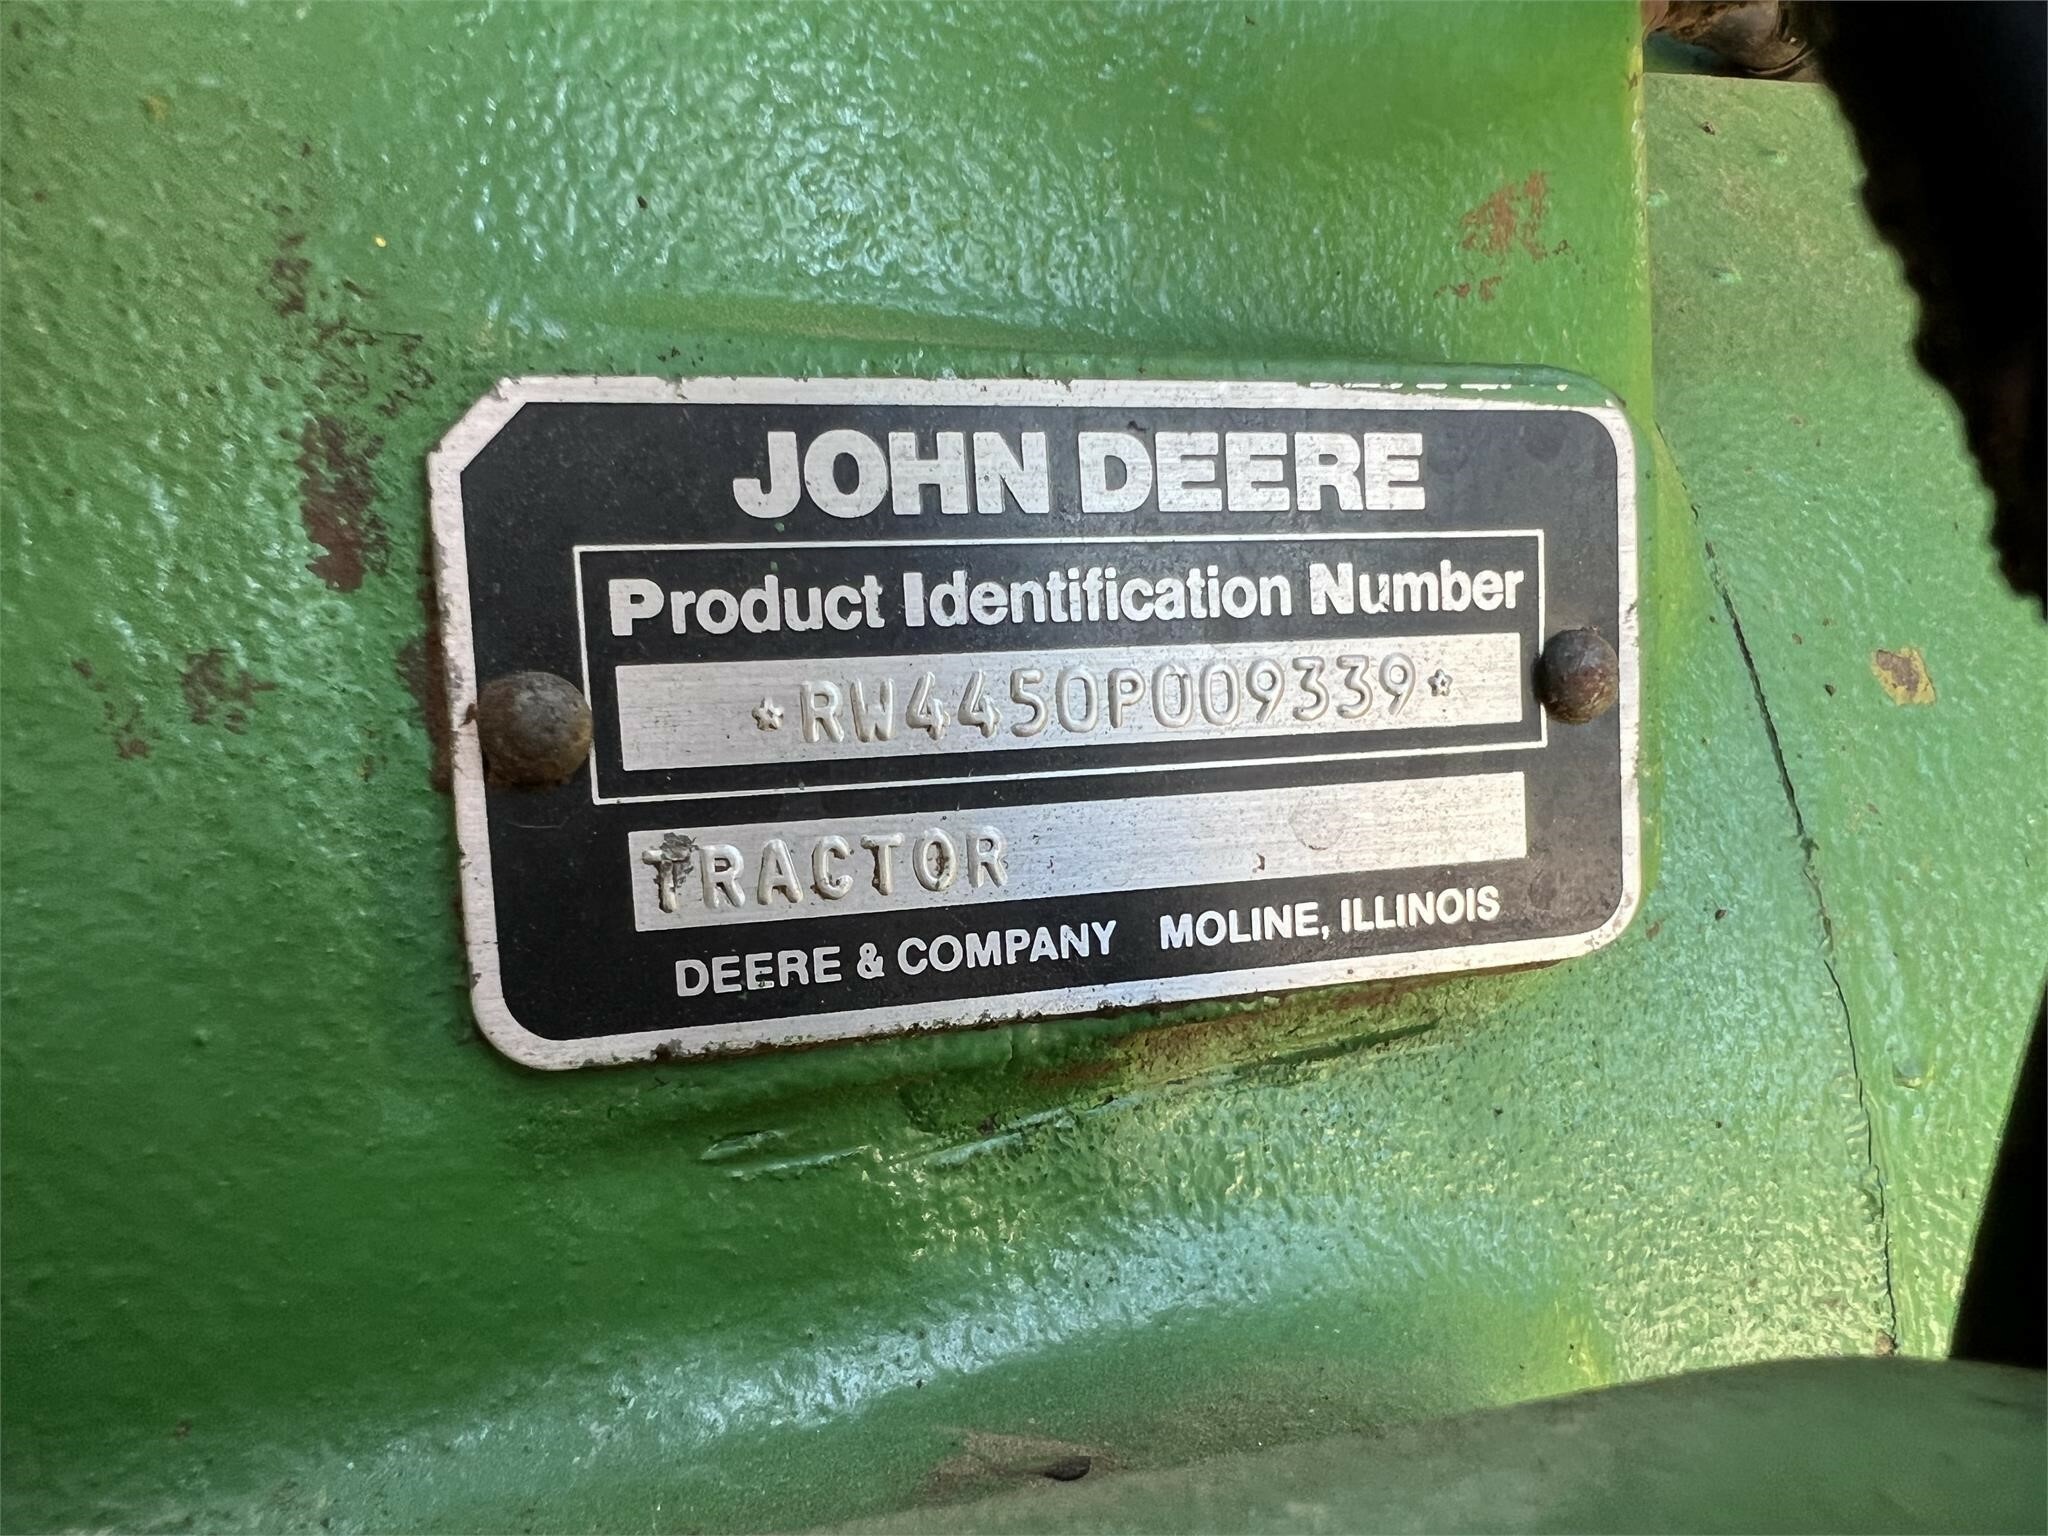 JOHN DEERE
Product Identification Number
*RW4450P009339*
TRACTOR
DEERE & COMPANY MOLINE, ILLINOIS